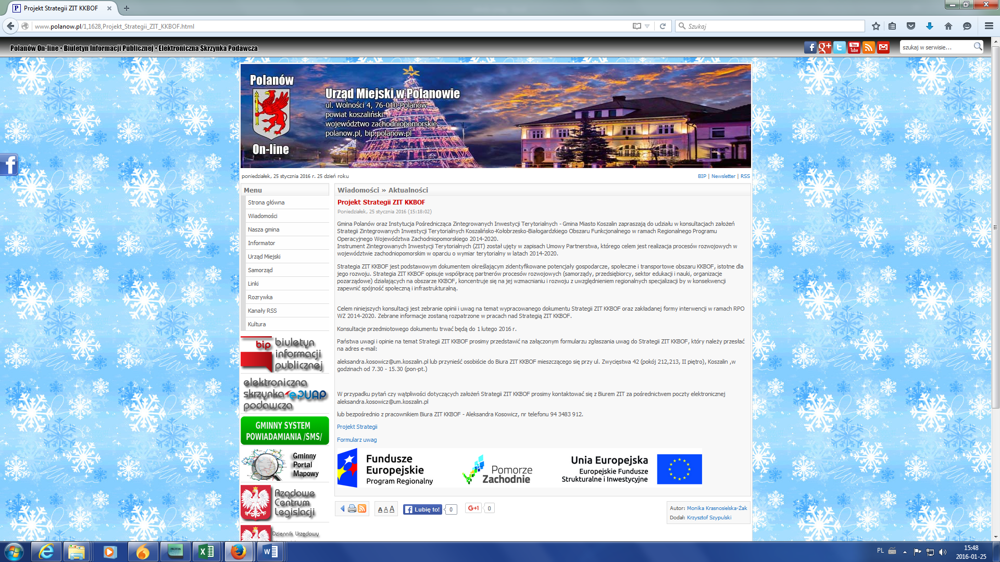 Projekt Strategii ZIT KKBOF
www.polanow.pl/1,1628,Projekt_Strategii_ZIT_KKBOF.html
Szukaj
Polanów On-line • Biuletyn Informacji Publicznej • Elektroniczna Skrzynka Podawcza
szukaj w serwisie...
Polanów
On-line
Urząd Miejski w Polanowie
ul. Wolności 4, 76-010 Polanów
powiat koszaliński
województwo zachodniopomorskie
polanow.pl, bip.polanow.pl
poniedziałek, 25 stycznia 2016 r. 25 dzień roku
BIP | Newsletter | RSS
Menu
Strona główna
Wiadomości
Nasza gmina
Informator
Urząd Miejski
Samorząd
Linki
Rozrywka
Kanały RSS
Kultura
bip biuletyn
informacji
publicznej
elektroniczna
skrzynka ePUAP
podawcza
GMINNY SYSTEM
POWIADAMIANIA /SMS/
Gminny
Portal
Mapowy
Rządowe
Centrum
Legislacji
Dziennik Urzędowy
Wiadomości » Aktualności
Projekt Strategii ZIT KKBOF
Poniedziałek, 25 stycznia 2016 (15:18:02)
Gmina Polanów oraz Instytucja Pośrednicząca Zintegrowanych Inwestycji Terytorialnych - Gmina Miasto Koszalin zapraszają do udziału w konsultacjach założeń
Strategii Zintegrowanych Inwestycji Terytorialnych Koszalińsko-Kołobrzesko-Białogardzkiego Obszaru Funkcjonalnego w ramach Regionalnego Programu
Operacyjnego Województwa Zachodniopomorskiego 2014-2020.
Instrument Zintegrowanych Inwestycji Terytorialnych (ZIT) został ujęty w zapisach Umowy Partnerstwa, którego celem jest realizacja procesów rozwojowych w
województwie zachodniopomorskim w oparciu o wymiar terytorialny w latach 2014-2020.
Strategia ZIT KKBOF jest podstawowym dokumentem określającym zidentyfikowane potencjały gospodarcze, społeczne i transportowe obszaru KKBOF, istotne dla
jego rozwoju. Strategia ZIT KKBOF opisuje współpracę partnerów procesów rozwojowych (samorządy, przedsiębiorcy, sektor edukacji i nauki, organizacje
pozarządowe) działających na obszarze KKBOF, koncentruje się na jej wzmacnianiu i rozwoju z uwzględnieniem regionalnych specjalizacji by w konsekwencji
zapewnić spójność społeczną i infrastrukturalną.
Celem niniejszych konsultacji jest zebranie opinii i uwag na temat wypracowanego dokumentu Strategii ZIT KKBOF oraz zakładanej formy interwencji w ramach RPO
WZ 2014-2020. Zebrane informacje zostaną rozpatrzone w pracach nad Strategią ZIT KKBOF.
Konsultacje przedmiotowego dokumentu trwać będą do 1 lutego 2016 r.
Państwa uwagi i opinie na temat Strategii ZIT KKBOF prosimy przedstawić na załączonym formularzu zgłaszania uwag do Strategii ZIT KKBOF, który należy przesłać
na adres e-mail:
aleksandra.kosowicz@um.koszalin.pl lub przynieść osobiście do Biura ZIT KKBOF mieszczącego się przy ul. Zwycięstwa 42 (pokój 212,213, II piętro), Koszalin ,w
godzinach od 7.30 - 15.30 (pon-pt.)
W przypadku pytań czy wątpliwości dotyczących założeń Strategii ZIT KKBOF prosimy kontaktować się z Biurem ZIT za pośrednictwem poczty elektronicznej
aleksandra.kosowicz@um.koszalin.pl
lub bezpośrednio z pracownikiem Biura ZIT KKBOF - Aleksandra Kosowicz, nr telefonu 94 3483 912.
Projekt Strategii
Formularz uwag
Fundusze
Europejskie
Program Regionalny
Pomorze
Zachodnie
Unia Europejska
Europejskie Fundusze
Strukturalne i Inwestycyjne
A A A
Lubię to! 0
G+1 0
Autor: Monika Krasnosielska-Żak
Dodał: Krzysztof Szypulski
PL
15:48
2016-01-25